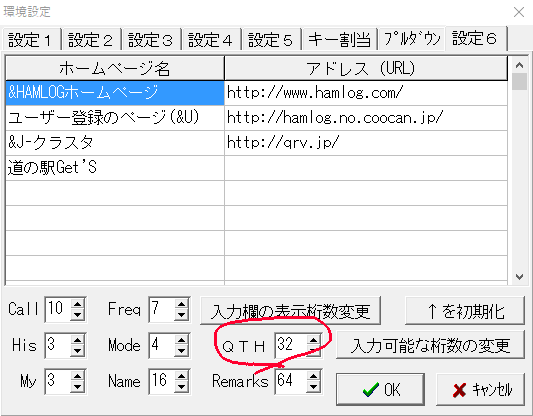 環境設定
設定1 設定2 設定3 設定4 設定5 キー割当 ﾌﾟﾙﾀﾞｳﾝ 設定6
ホームページ名 アドレス (URL)
&HAMLOGホームページ http://www.hamlog.com/
ユーザー登録のページ(&U) http://hamlog.no.coocan.jp/
&J-クラスタ http://qrv.jp/
道の駅Get'S
Call 10 Freq 7 入力欄の表示桁数変更 ↑を初期化
His 3 Mode 4 QTH 32 入力可能な桁数の変更
My 3 Name 16 Remarks 64 OK ｷｬﾝｾﾙ